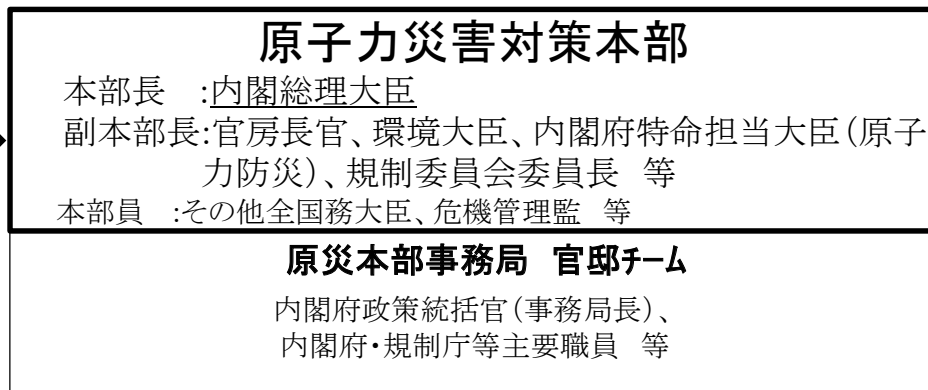 原子力災害対策本部
本部長　:内閣総理大臣
副本部長:官房長官、環境大臣、内閣府特命担当大臣(原子
力防災)、規制委員会委員長　等
本部員　:その他全国務大臣、危機管理監　等
原災本部事務局　官邸チーム
内閣府政策統括官(事務局長)、
内閣府・規制庁等主要職員　等